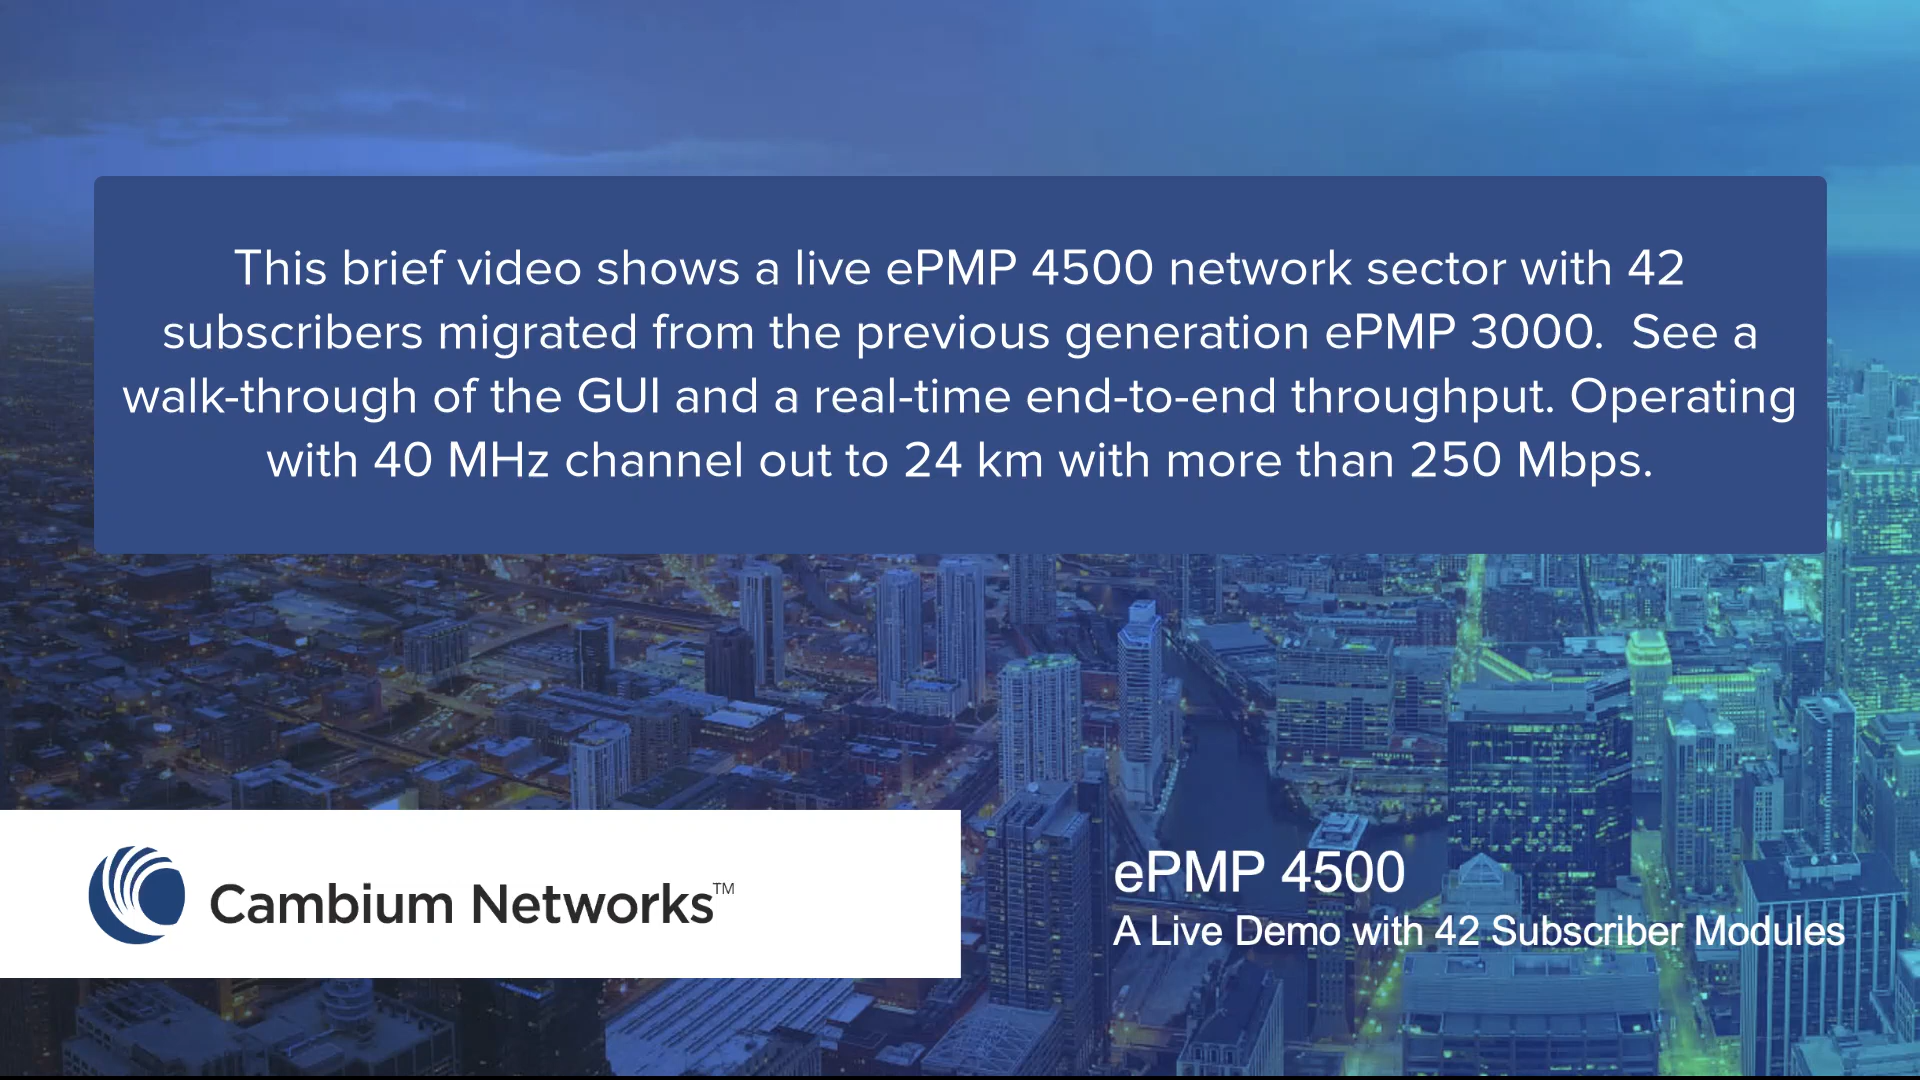 This brief video shows a live ePMP 4500 network sector with 42
subscribers migrated from the previous generation ePMP 3000.  See a
walk-through of the GUI and a real-time end-to-end throughput. Operating
with 40 MHz channel out to 24 km with more than 250 Mbps.
Cambium Networks™
ePMP 4500
A Live Demo with 42 Subscriber Modules